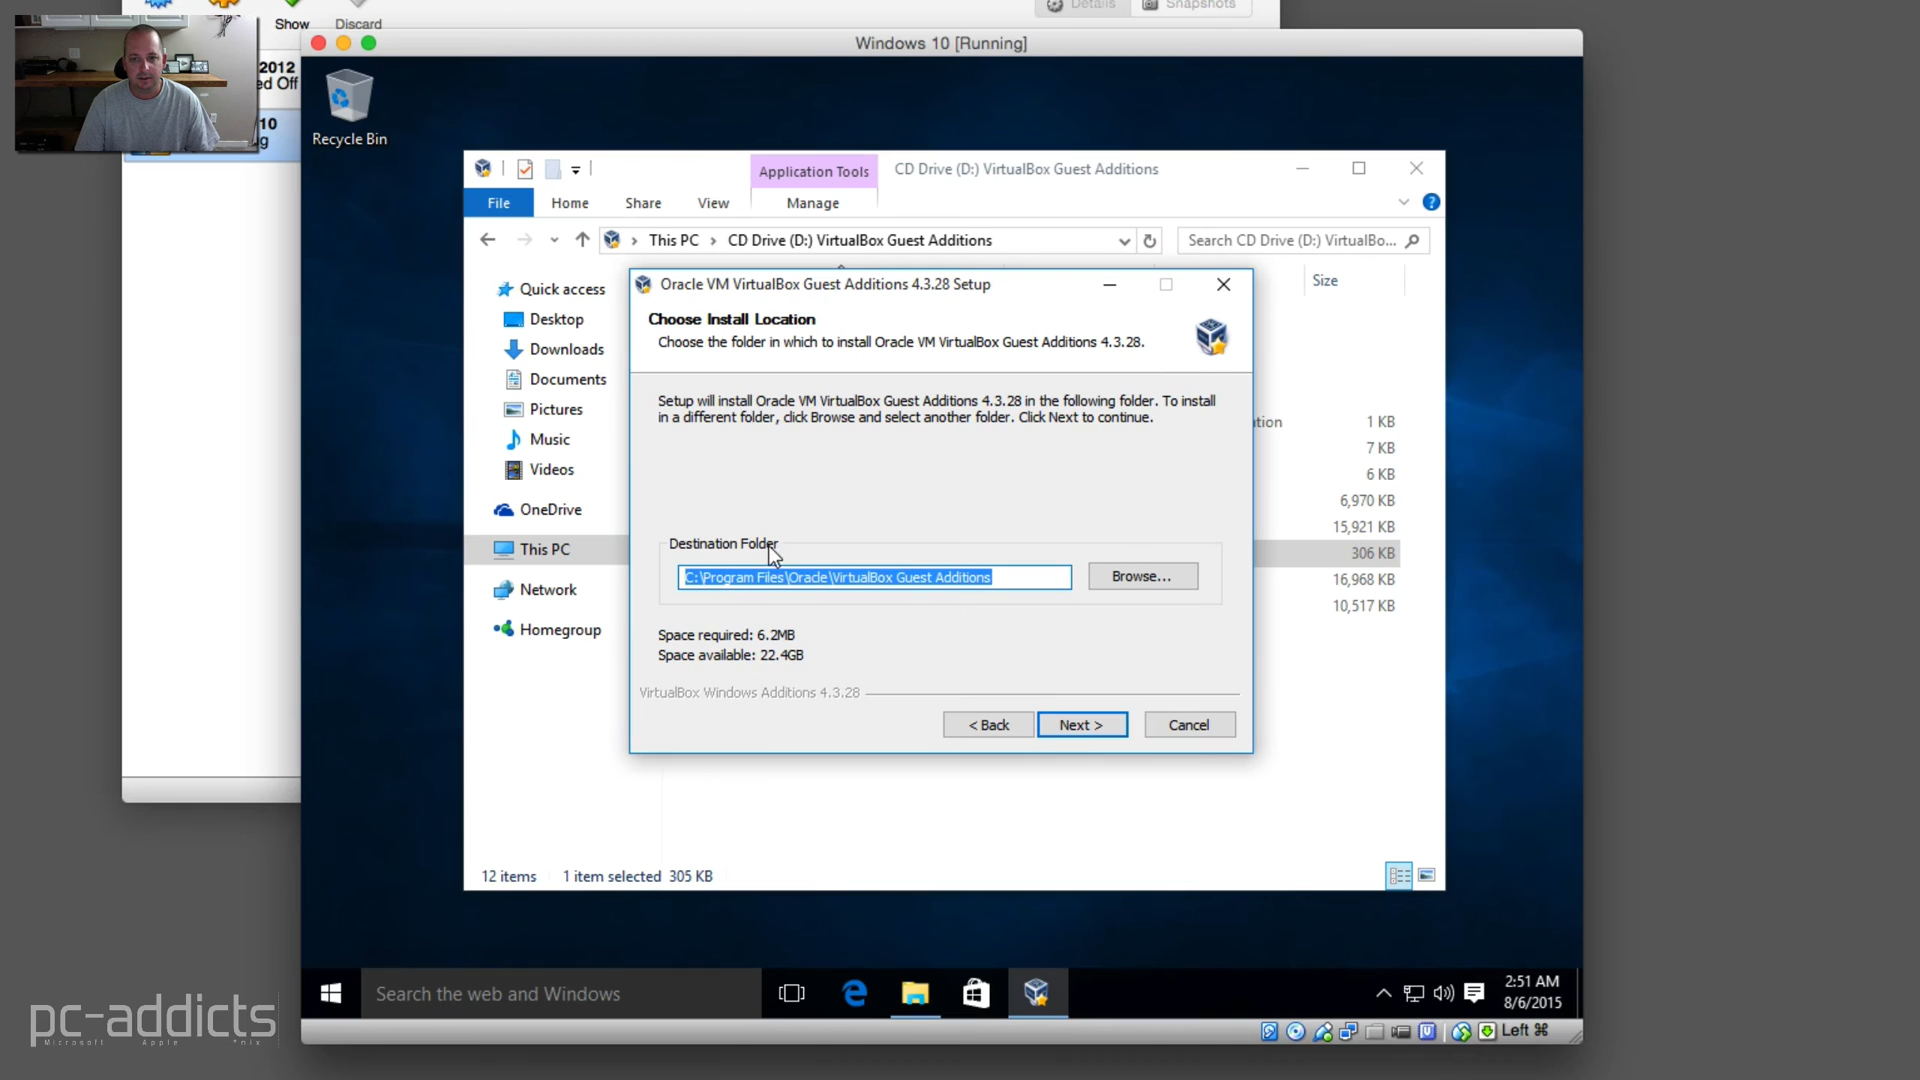 Show
Discard
Details
Snapshots
Windows 10 [Running]
2012
ed Off
10
g
Recycle Bin
Application Tools
CD Drive (D:) VirtualBox Guest Additions
File
Home
Share
View
Manage
This PC
CD Drive (D:) VirtualBox Guest Additions
Search CD Drive (D:) VirtualBo...
Size
Quick access
Desktop
Downloads
Documents
Pictures
Music
Videos
OneDrive
This PC
Network
Homegroup
Oracle VM VirtualBox Guest Additions 4.3.28 Setup
Choose Install Location
Choose the folder in which to install Oracle VM VirtualBox Guest Additions 4.3.28.
Setup will install Oracle VM VirtualBox Guest Additions 4.3.28 in the following folder. To install
in a different folder, click Browse and select another folder. Click Next to continue.
Destination Folder
C:\Program Files\Oracle\VirtualBox Guest Additions
Browse...
Space required: 6.2MB
Space available: 22.4GB
VirtualBox Windows Additions 4.3.28
< Back
Next >
Cancel
tion
1 KB
7 KB
6 KB
6,970 KB
15,921 KB
306 KB
16,968 KB
10,517 KB
12 items
1 item selected 305 KB
Search the web and Windows
2:51 AM
8/6/2015
Left ⌘
pc-addicts
Microsoft Apple *nix